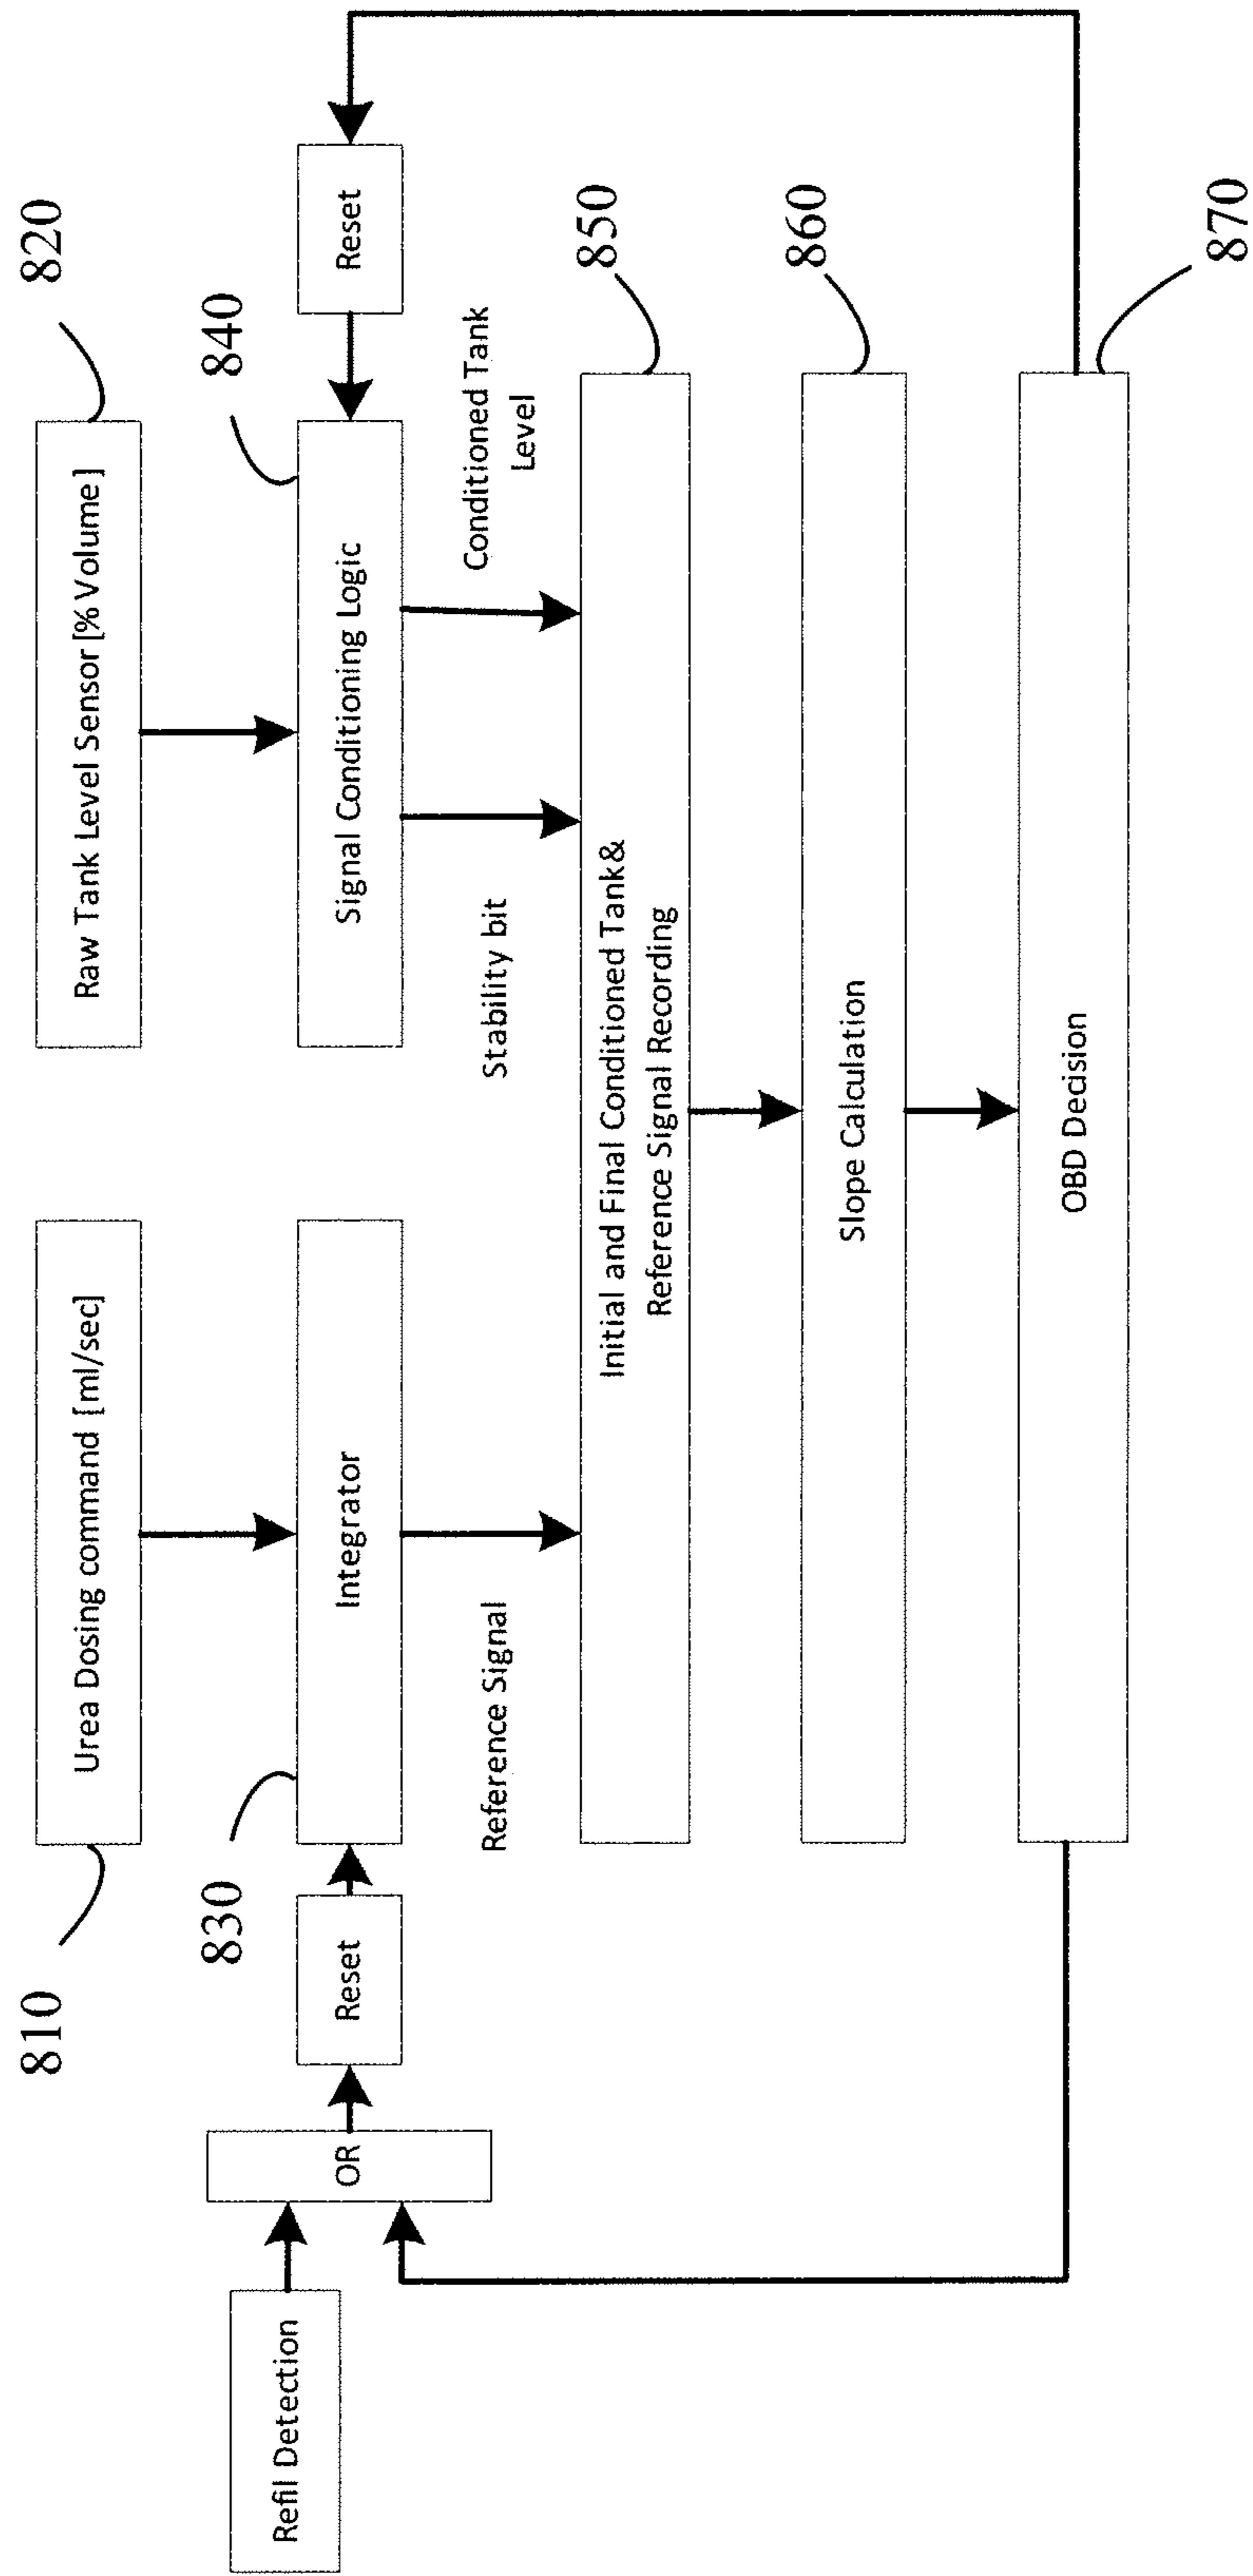 810
Urea Dosing command [ml/sec]
Raw Tank Level Sensor [% Volume]
820
Refil Detection
OR
Reset
830
Integrator
Signal Conditioning Logic
840
Reset
Reference Signal
Stability bit
Conditioned Tank
Level
Initial and Final Conditioned Tank&
Reference Signal Recording
850
Slope Calculation
860
OBD Decision
870